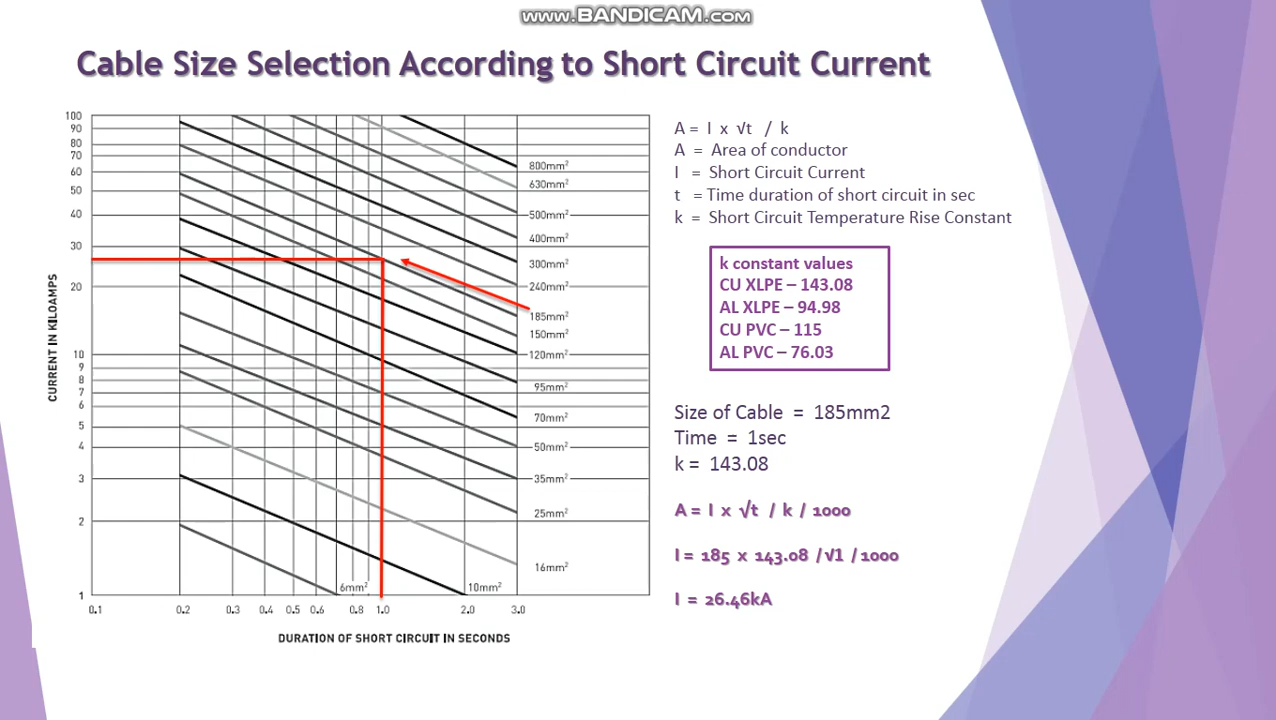 www.BANDICAM.com
Cable Size Selection According to Short Circuit Current
100
90
80
70
60
50
40
30
20
10
9
8
7
6
5
4
3
2
1
CURRENT IN KILOAMPS
800mm²
630mm²
500mm²
400mm²
300mm²
240mm²
185mm²
150mm²
120mm²
95mm²
70mm²
50mm²
35mm²
25mm²
16mm²
6mm² 10mm²
0.1 0.2 0.3 0.4 0.5 0.6 0.8 1.0 2.0 3.0
DURATION OF SHORT CIRCUIT IN SECONDS
A = I x √t / k
A = Area of conductor
I = Short Circuit Current
t = Time duration of short circuit in sec
k = Short Circuit Temperature Rise Constant
k constant values
CU XLPE – 143.08
AL XLPE – 94.98
CU PVC – 115
AL PVC – 76.03
Size of Cable = 185mm2
Time = 1sec
k = 143.08
A = I x √t / k / 1000
I = 185 x 143.08 / √1 / 1000
I = 26.46kA